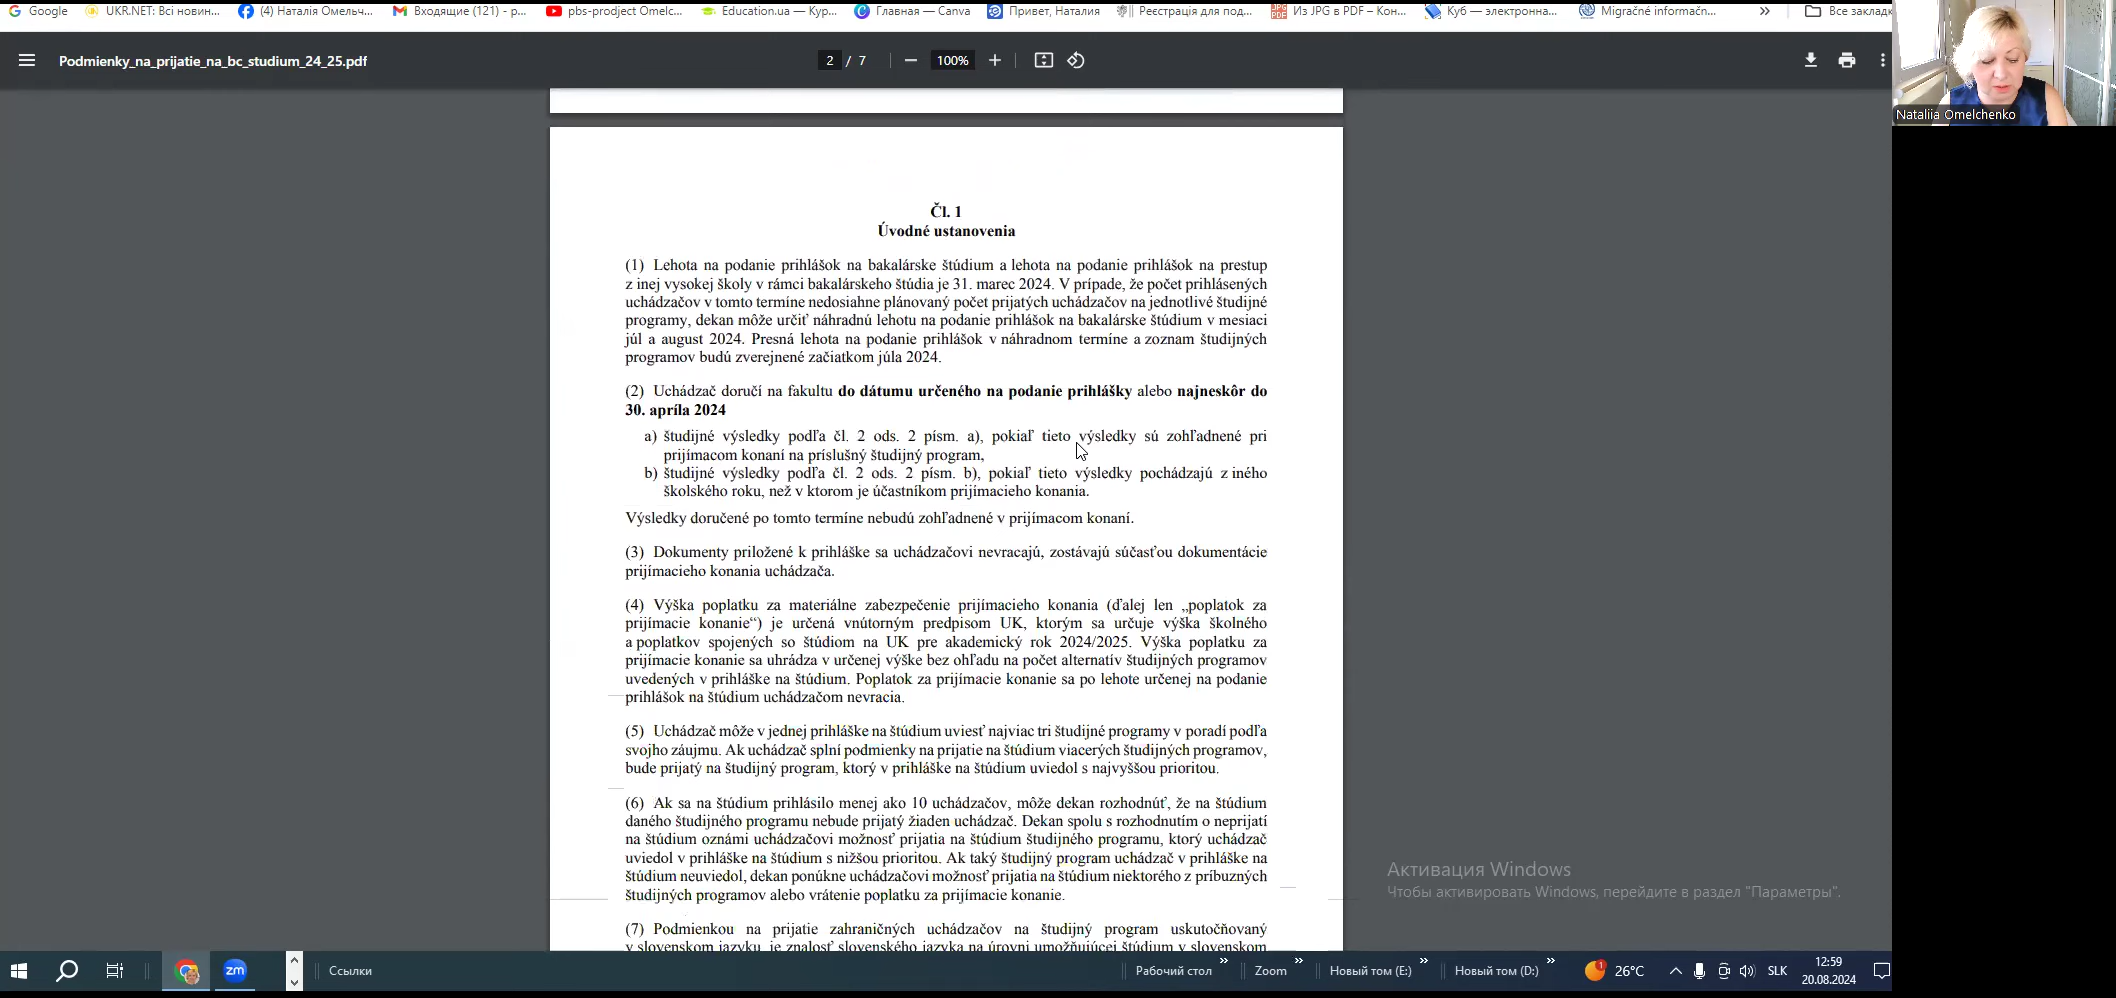 Google
UKR.NET: Всі новин...
(4) Наталія Омельч...
Входящие (121) - p...
pbs-prodject Omelc...
Education.ua — Кур...
Главная — Canva
Привет, Наталия
Реєстрація для под...
Из JPG в PDF – Кон...
Куб — электронна...
Migračné informačn...
»
Все закладк
Podmienky_na_prijatie_na_bc_studium_24_25.pdf
2 / 7
100%
Nataliia Omelchenko
Čl. 1
Úvodné ustanovenia
(1) Lehota na podanie prihlášok na bakalárske štúdium a lehota na podanie prihlášok na prestup
z inej vysokej školy v rámci bakalárskeho štúdia je 31. marec 2024. V prípade, že počet prihlásených
uchádzačov v tomto termíne nedosiahne plánovaný počet prijatých uchádzačov na jednotlivé študijné
programy, dekan môže určiť náhradnú lehotu na podanie prihlášok na bakalárske štúdium v mesiaci
júl a august 2024. Presná lehota na podanie prihlášok v náhradnom termíne a zoznam študijných
programov budú zverejnené začiatkom júla 2024.
(2) Uchádzač doručí na fakultu do dátumu určeného na podanie prihlášky alebo najneskôr do
30. apríla 2024
a) študijné výsledky podľa čl. 2 ods. 2 písm. a), pokiaľ tieto výsledky sú zohľadnené pri
prijímacom konaní na príslušný študijný program,
b) študijné výsledky podľa čl. 2 ods. 2 písm. b), pokiaľ tieto výsledky pochádzajú z iného
školského roku, než v ktorom je účastníkom prijímacieho konania.
Výsledky doručené po tomto termíne nebudú zohľadnené v prijímacom konaní.
(3) Dokumenty priložené k prihláške sa uchádzačovi nevracajú, zostávajú súčasťou dokumentácie
prijímacieho konania uchádzača.
(4) Výška poplatku za materiálne zabezpečenie prijímacieho konania (ďalej len „poplatok za
prijímacie konanie“) je určená vnútorným predpisom UK, ktorým sa určuje výška školného
a poplatkov spojených so štúdiom na UK pre akademický rok 2024/2025. Výška poplatku za
prijímacie konanie sa uhrádza v určenej výške bez ohľadu na počet alternatív študijných programov
uvedených v prihláške na štúdium. Poplatok za prijímacie konanie sa po lehote určenej na podanie
prihlášok na štúdium uchádzačom nevracia.
(5) Uchádzač môže v jednej prihláške na štúdium uviesť najviac tri študijné programy v poradí podľa
svojho záujmu. Ak uchádzač splní podmienky na prijatie na štúdium viacerých študijných programov,
bude prijatý na študijný program, ktorý v prihláške na štúdium uviedol s najvyššou prioritou.
(6) Ak sa na štúdium prihlásilo menej ako 10 uchádzačov, môže dekan rozhodnúť, že na štúdium
daného študijného programu nebude prijatý žiaden uchádzač. Dekan spolu s rozhodnutím o neprijatí
na štúdium oznámi uchádzačovi možnosť prijatia na štúdium študijného programu, ktorý uchádzač
uviedol v prihláške na štúdium s nižšou prioritou. Ak taký študijný program uchádzač v prihláške na
štúdium neuviedol, dekan ponúkne uchádzačovi možnosť prijatia na štúdium niektorého z príbuzných
študijných programov alebo vrátenie poplatku za prijímacie konanie.
(7) Podmienkou na prijatie zahraničných uchádzačov na študijný program uskutočňovaný
v slovenskom jazyku, je znalosť slovenského jazyka na úrovni umožňujúcej štúdium v slovenskom
Активация Windows
Чтобы активировать Windows, перейдите в раздел "Параметры".
zm
Ссылки
Рабочий стол »
Zoom »
Новый том (E:) »
Новый том (D:) »
1
26°C
SLK
12:59
20.08.2024